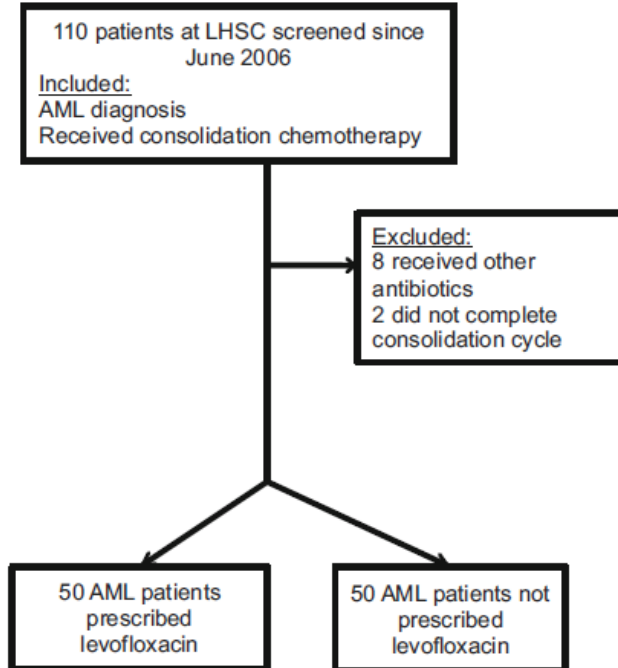 110 patients at LHSC screened since
June 2006
Included:
AML diagnosis
Received consolidation chemotherapy
Excluded:
8 received other
antibiotics
2 did not complete
consolidation cycle
50 AML patients
prescribed
levofloxacin
50 AML patients not
prescribed
levofloxacin